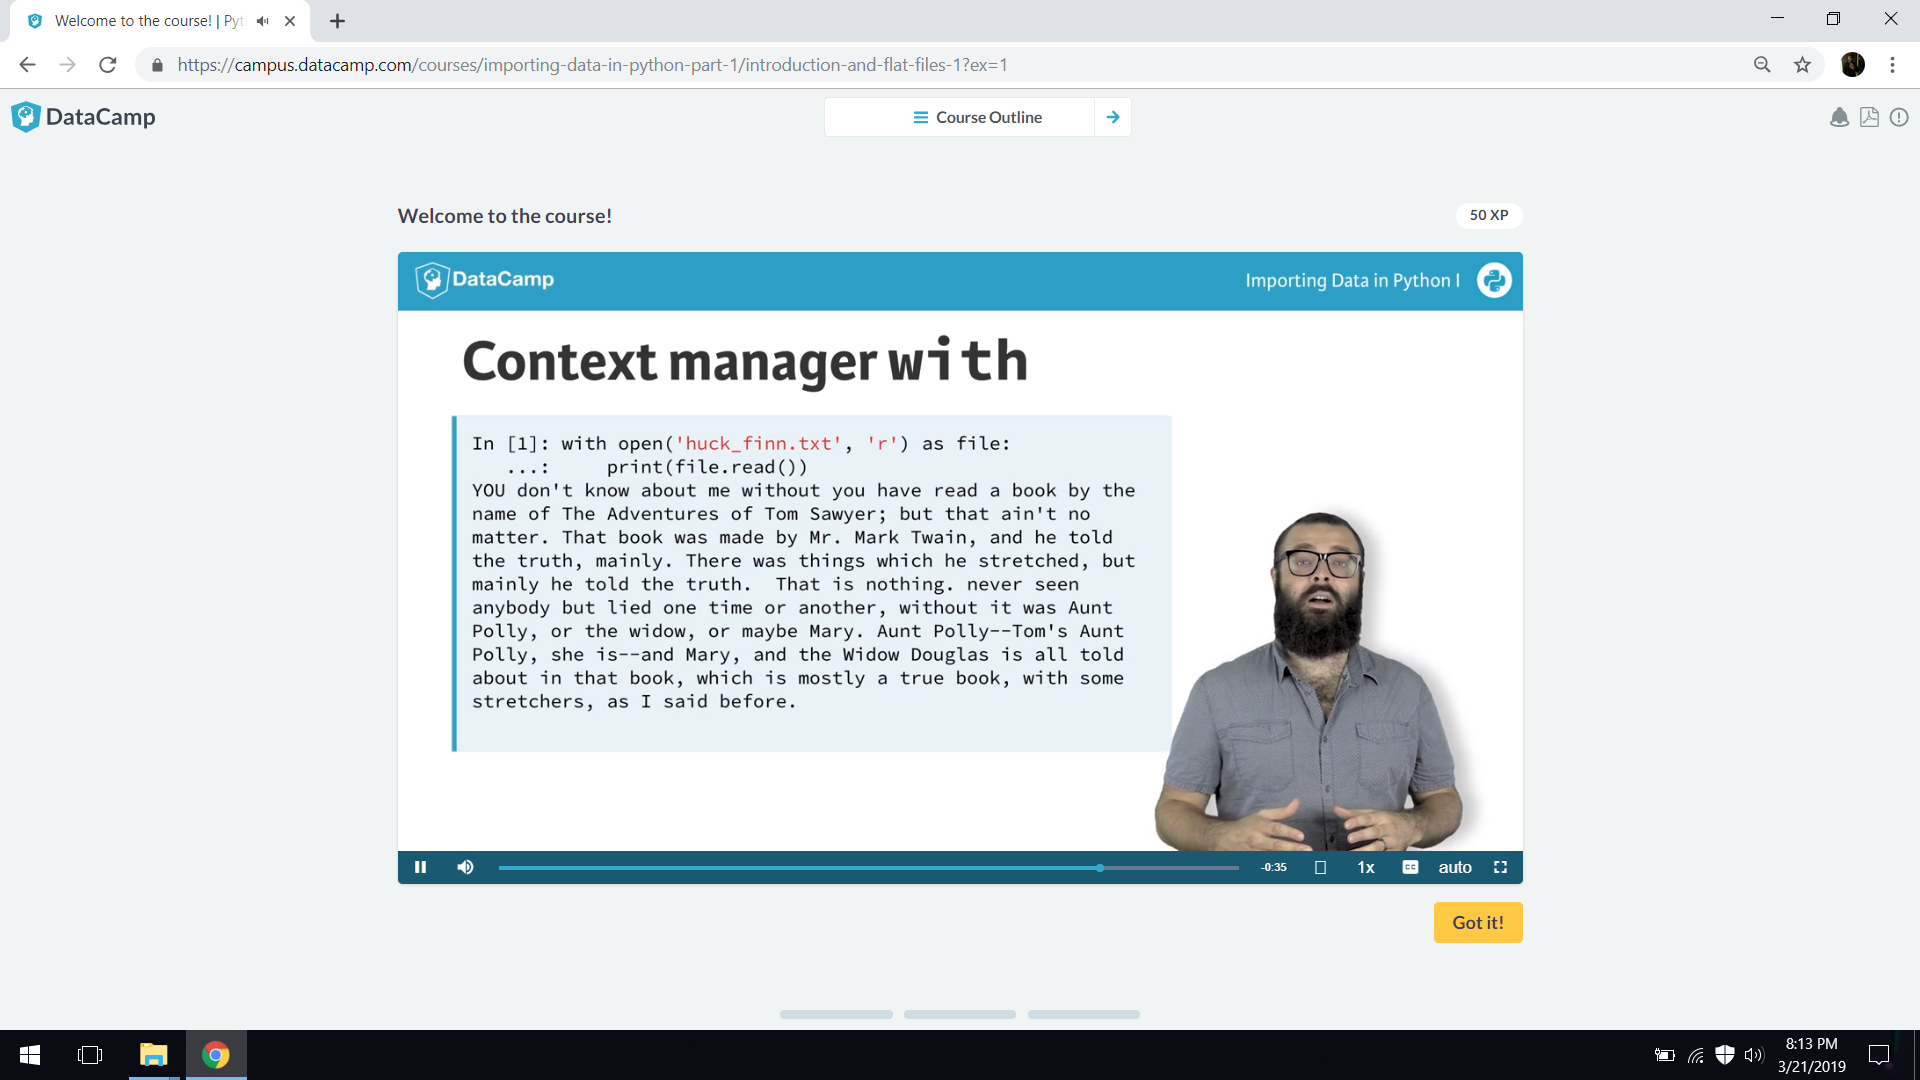 Welcome to the course! | Pyt
https://campus.datacamp.com/courses/importing-data-in-python-part-1/introduction-and-flat-files-1?ex=1
DataCamp
Course Outline
Welcome to the course!
50 XP
DataCamp
Importing Data in Python I
Context manager with
In [1]: with open('huck_finn.txt', 'r') as file:
...: print(file.read())
YOU don't know about me without you have read a book by the
name of The Adventures of Tom Sawyer; but that ain't no
matter. That book was made by Mr. Mark Twain, and he told
the truth, mainly. There was things which he stretched, but
mainly he told the truth.  That is nothing. never seen
anybody but lied one time or another, without it was Aunt
Polly, or the widow, or maybe Mary. Aunt Polly--Tom's Aunt
Polly, she is--and Mary, and the Widow Douglas is all told
about in that book, which is mostly a true book, with some
stretchers, as I said before.
-0:35
1x
CC
auto
Got it!
8:13 PM
3/21/2019